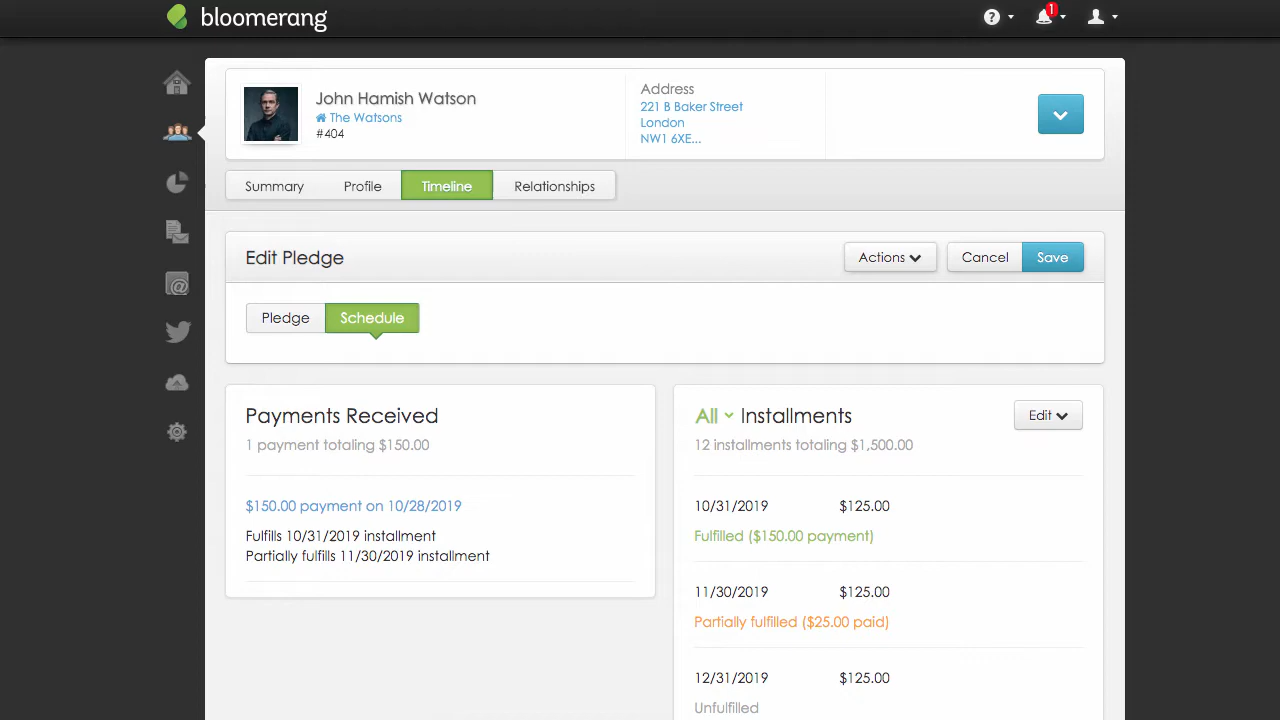 bloomerang
1
John Hamish Watson
The Watsons
#404
Address
221 B Baker Street
London
NW1 6XE...
Summary
Profile
Timeline
Relationships
Edit Pledge
Actions
Cancel
Save
Pledge
Schedule
Payments Received
1 payment totaling $150.00
$150.00 payment on 10/28/2019
Fulfills 10/31/2019 installment
Partially fulfills 11/30/2019 installment
All Installments
Edit
12 installments totaling $1,500.00
10/31/2019 $125.00
Fulfilled ($150.00 payment)
11/30/2019 $125.00
Partially fulfilled ($25.00 paid)
12/31/2019 $125.00
Unfulfilled